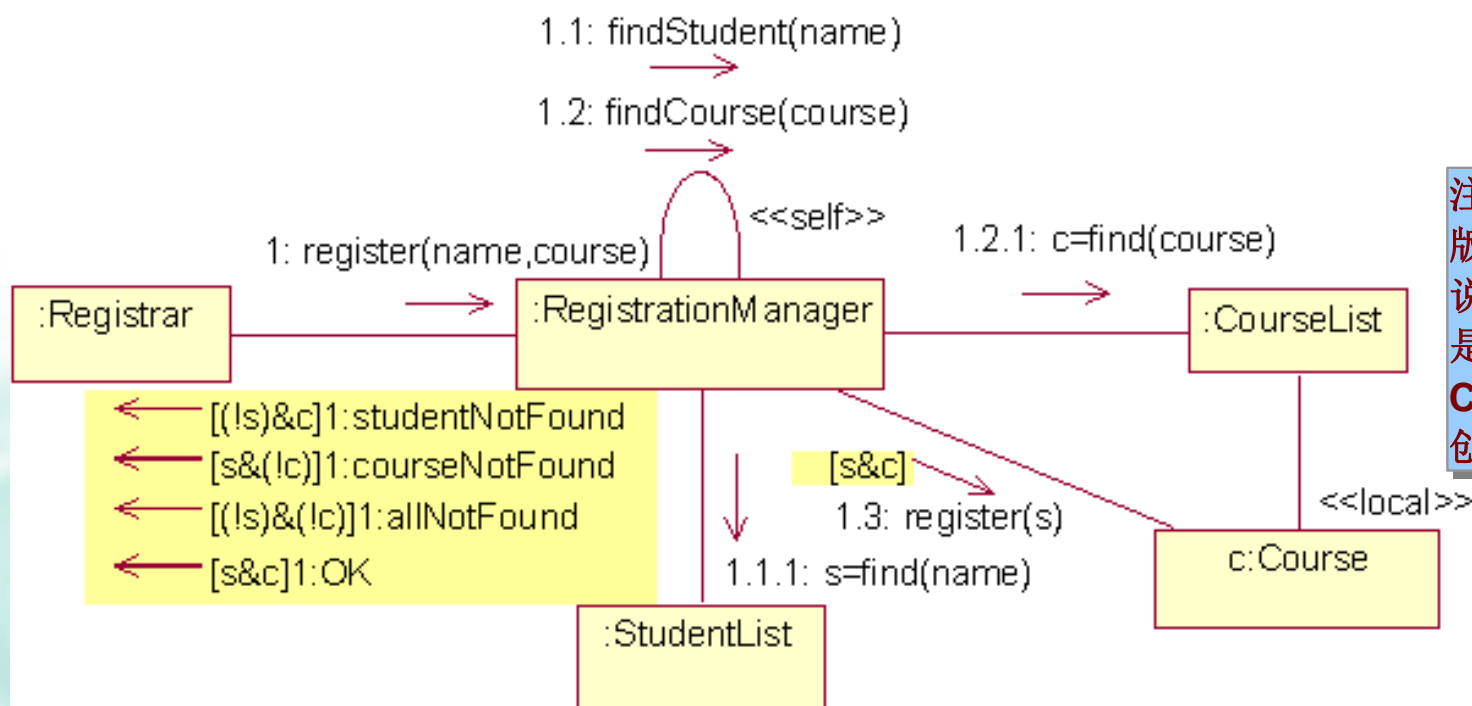 1.1: findStudent(name)
1.2: findCourse(course)
<<self>>
1: register(name,course)
1.2.1: c=find(course)
:Registrar
:RegistrationManager
:CourseList
[(!s)&c]1:studentNotFound
[s&(!c)]1:courseNotFound
[(!s)&(!c)]1:allNotFound
[s&c]1:OK
[s&c]
1.3: register(s)
1.1.1: s=find(name)
<<local>>
c:Course
:StudentList
注
版
说
是
C
创